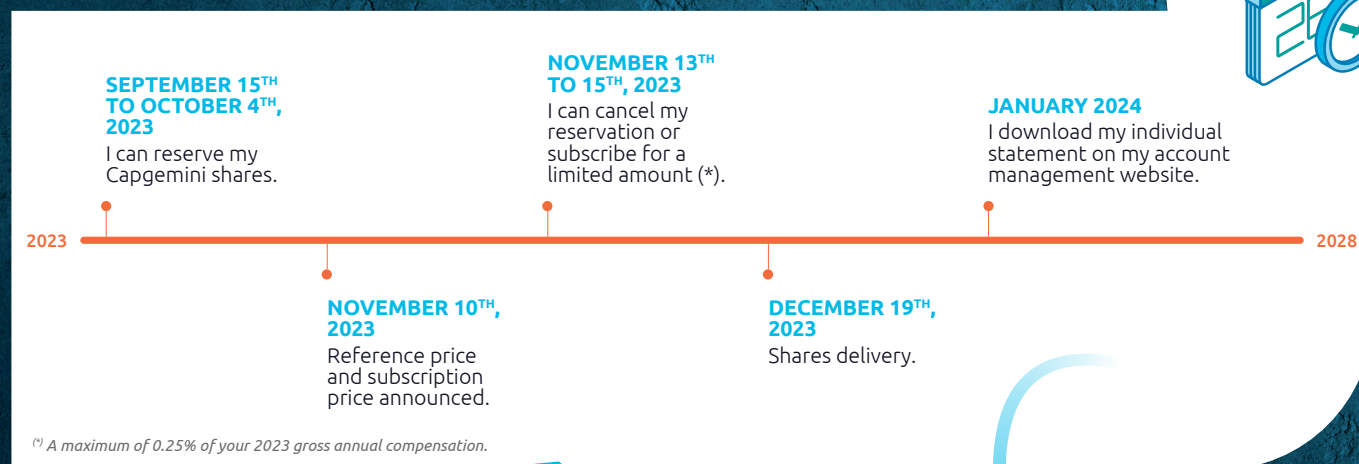 SEPTEMBER 15TH
TO OCTOBER 4TH,
2023
I can reserve my
Capgemini shares.
NOVEMBER 13TH
TO 15TH, 2023
I can cancel my
reservation or
subscribe for a
limited amount (*).
JANUARY 2024
I download my individual
statement on my account
management website.
2023
2028
NOVEMBER 10TH,
2023
Reference price
and subscription
price announced.
DECEMBER 19TH,
2023
Shares delivery.
(*) A maximum of 0.25% of your 2023 gross annual compensation.